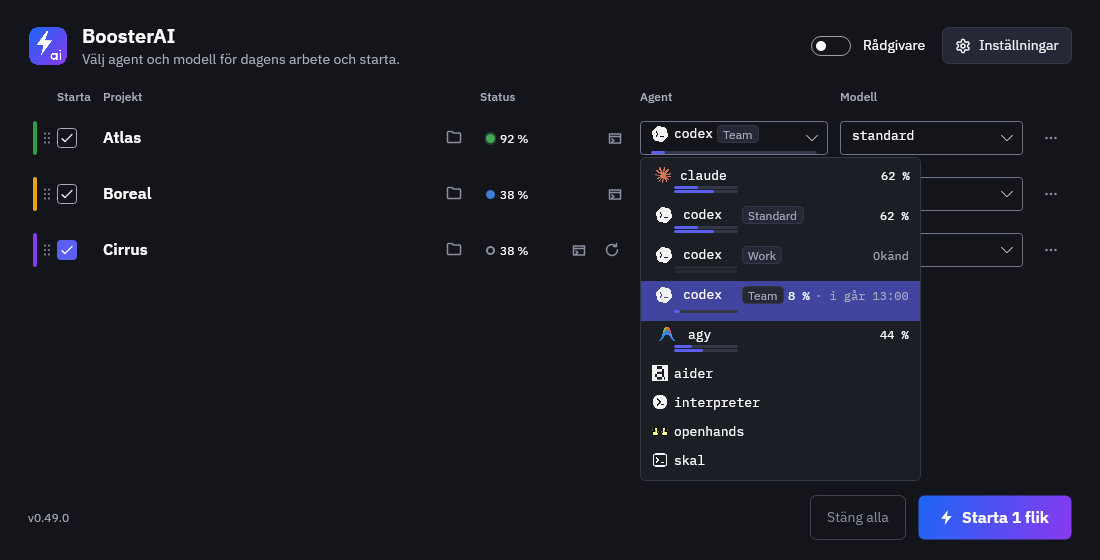 ai
BoosterAI
Välj agent och modell för dagens arbete och starta.
Rådgivare
Inställningar
Starta Projekt Status Agent Modell
Atlas 92 % codex Team standard
Boreal 38 %
Cirrus 38 %
claude 62 %
codex Standard 62 %
codex Work Okänd
codex Team 8 % · i går 13:00
agy 44 %
aider
interpreter
openhands
skal
v0.49.0
Stäng alla
Starta 1 flik